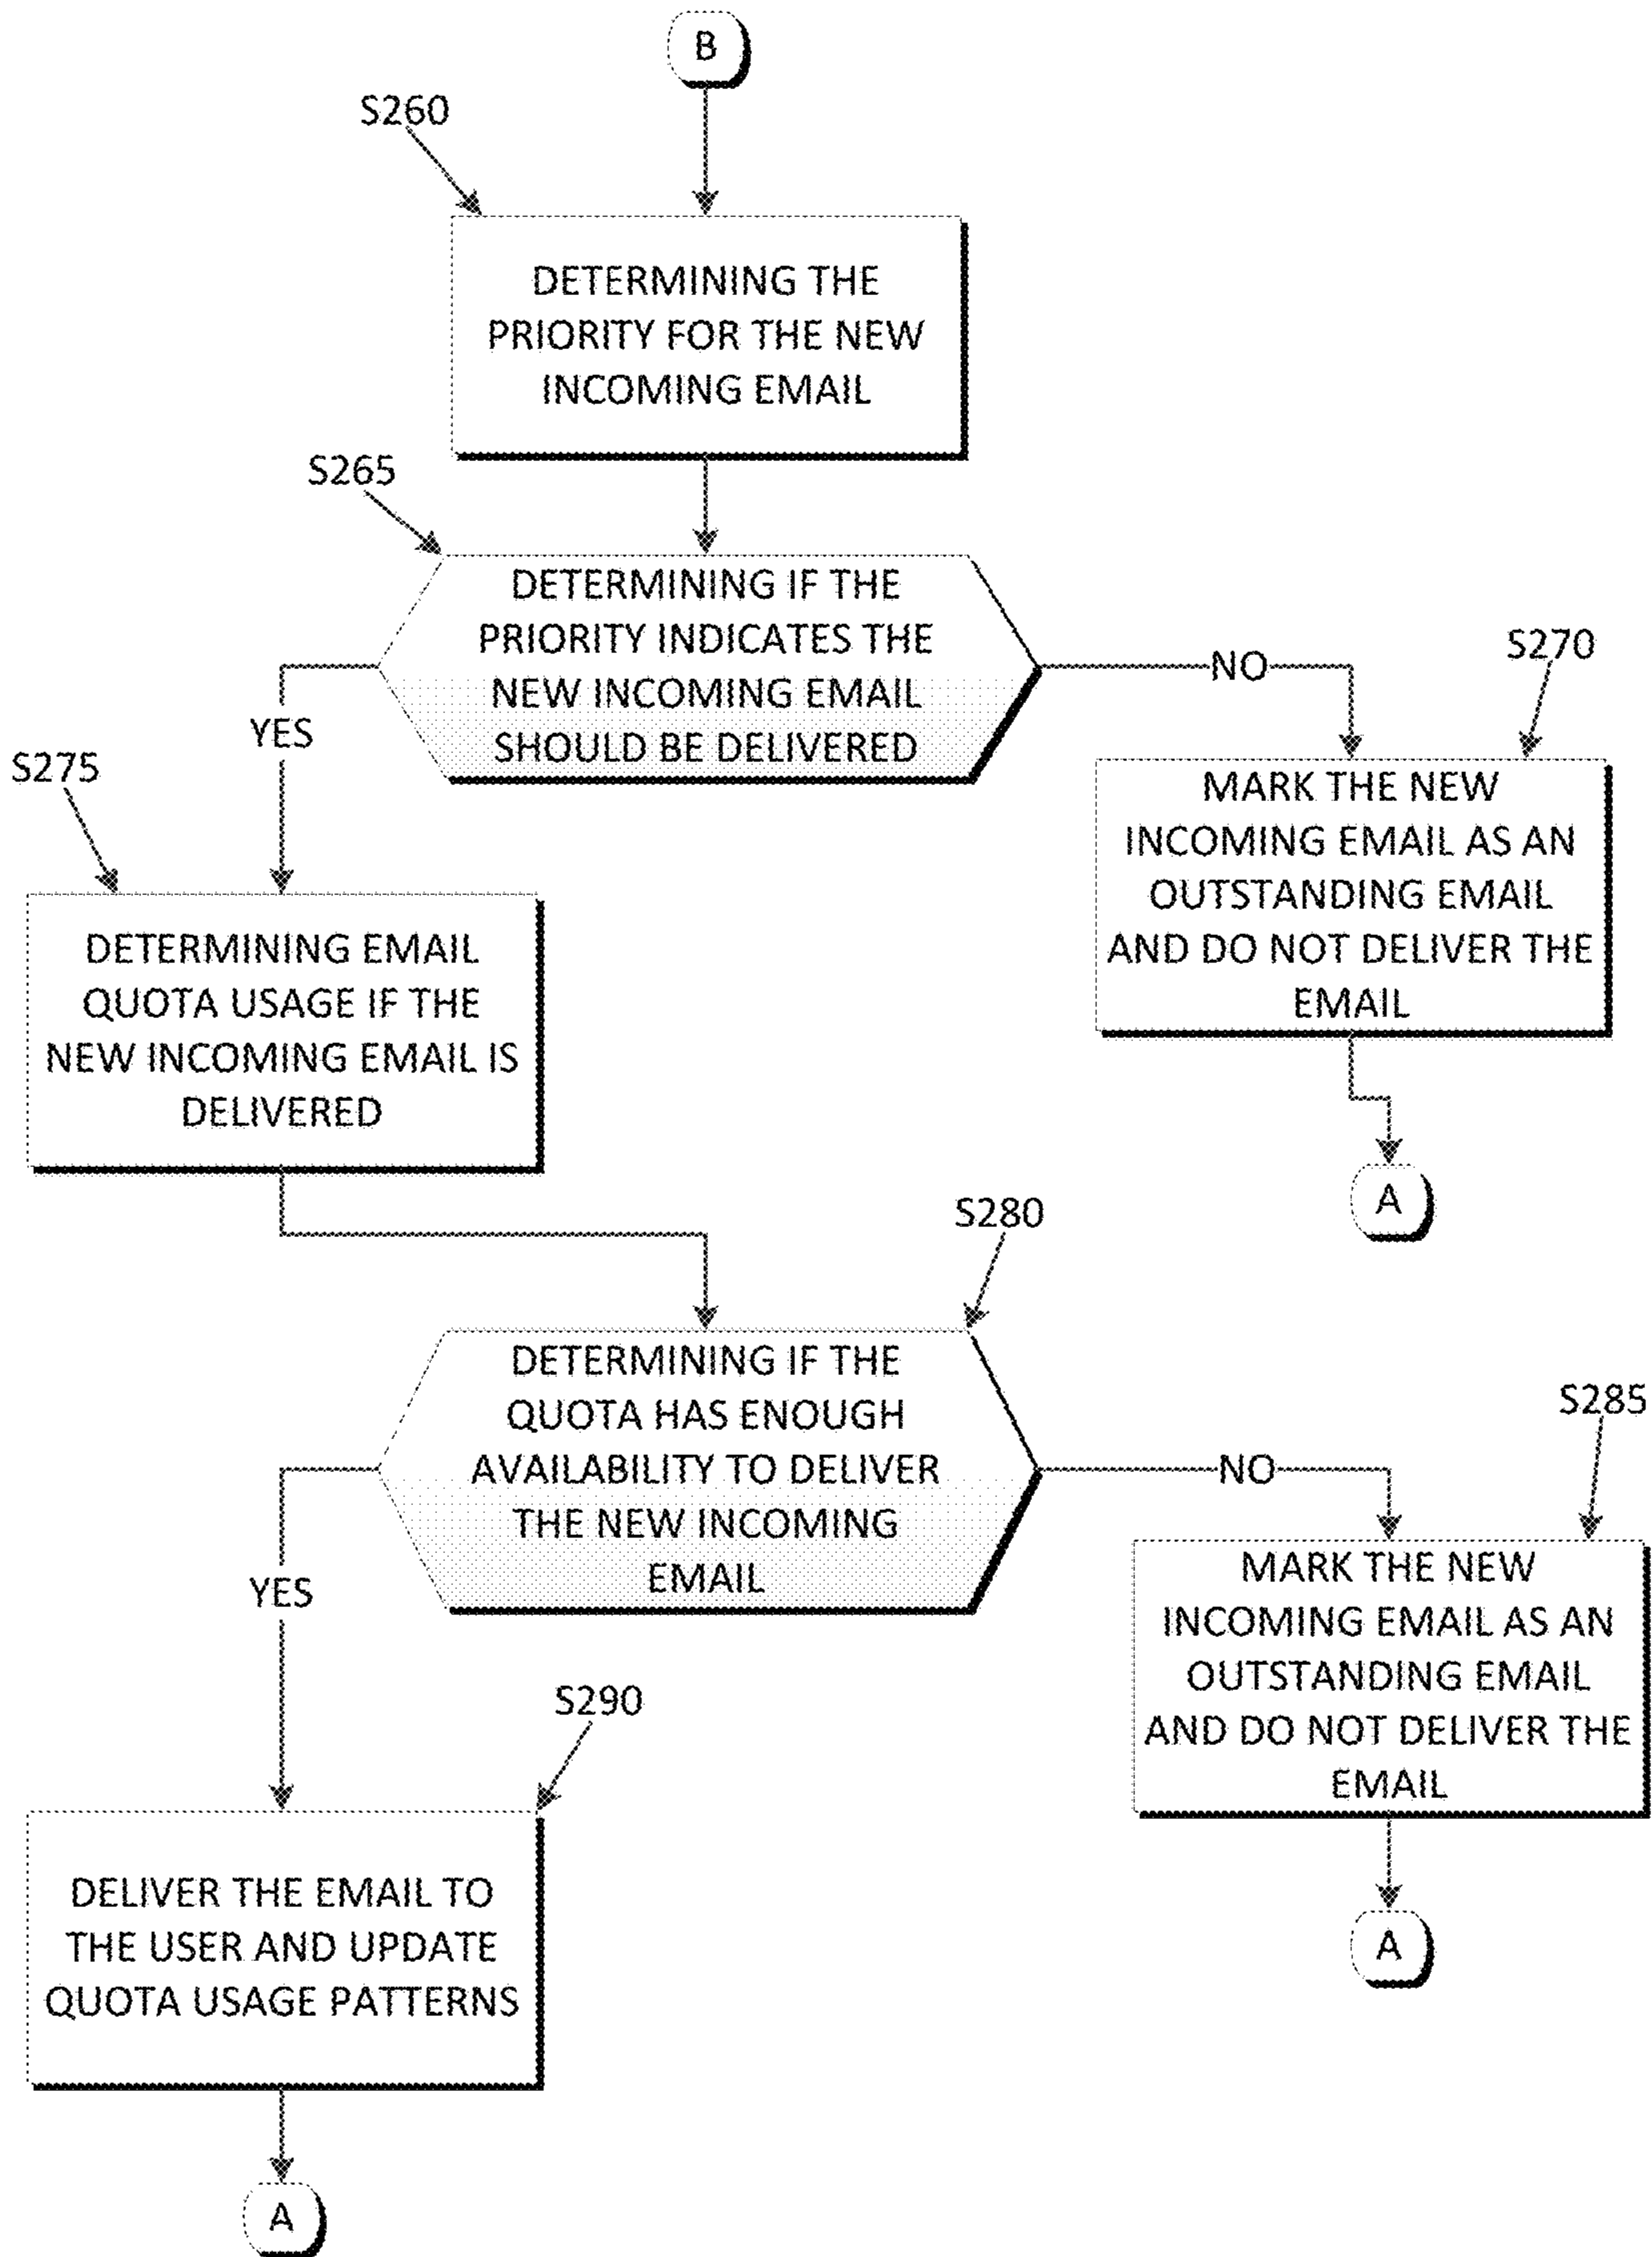 B
S260
DETERMINING THE
PRIORITY FOR THE NEW
INCOMING EMAIL
S265
DETERMINING IF THE
PRIORITY INDICATES THE
NEW INCOMING EMAIL
SHOULD BE DELIVERED
NO
S270
YES
MARK THE NEW
INCOMING EMAIL AS AN
OUTSTANDING EMAIL
AND DO NOT DELIVER THE
EMAIL
A
S275
DETERMINING EMAIL
QUOTA USAGE IF THE
NEW INCOMING EMAIL IS
DELIVERED
S280
DETERMINING IF THE
QUOTA HAS ENOUGH
AVAILABILITY TO DELIVER
THE NEW INCOMING
EMAIL
NO
S285
YES
MARK THE NEW
INCOMING EMAIL AS AN
OUTSTANDING EMAIL
AND DO NOT DELIVER THE
EMAIL
A
S290
DELIVER THE EMAIL TO
THE USER AND UPDATE
QUOTA USAGE PATTERNS
A